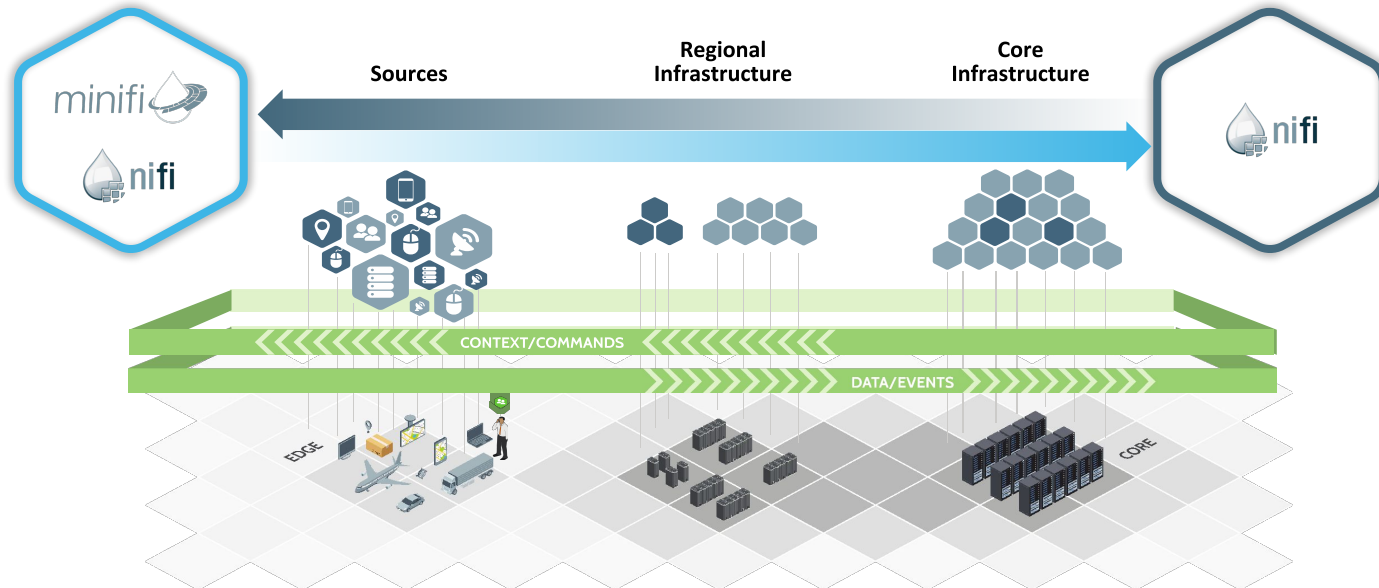 Sources
Regional
Infrastructure
Core
Infrastructure
minifi
nifi
nifi
CONTEXT/COMMANDS
DATA/EVENTS
EDGE
CORE